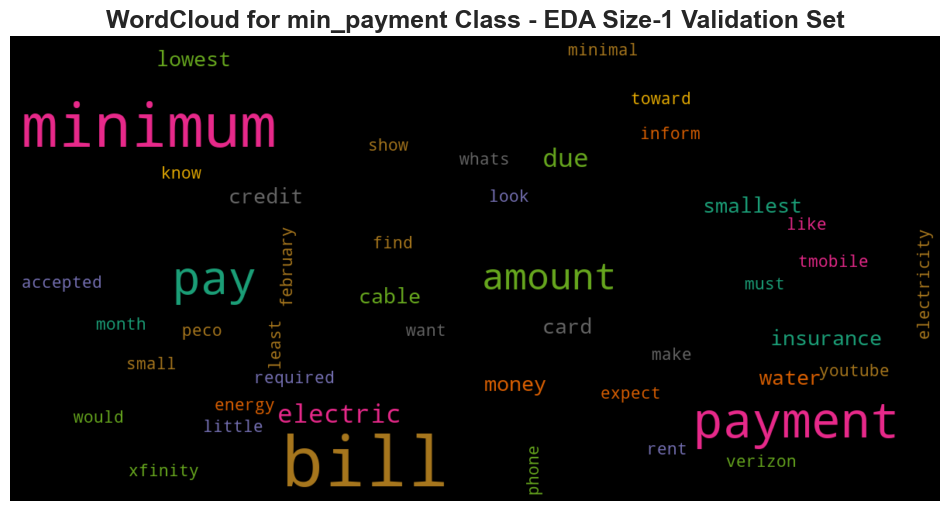 WordCloud for min_payment Class - EDA Size-1 Validation Set
minimal
lowest
toward
minimum
inform
show
whats
due
know
look
credit
smallest
like
february
find
electricity
tmobile
pay
amount
accepted
must
cable
month
peco
least
want
card
insurance
make
small
required
money
water
youtube
expect
energy
electric
would
little
payment
bill
rent
verizon
xfinity
phone